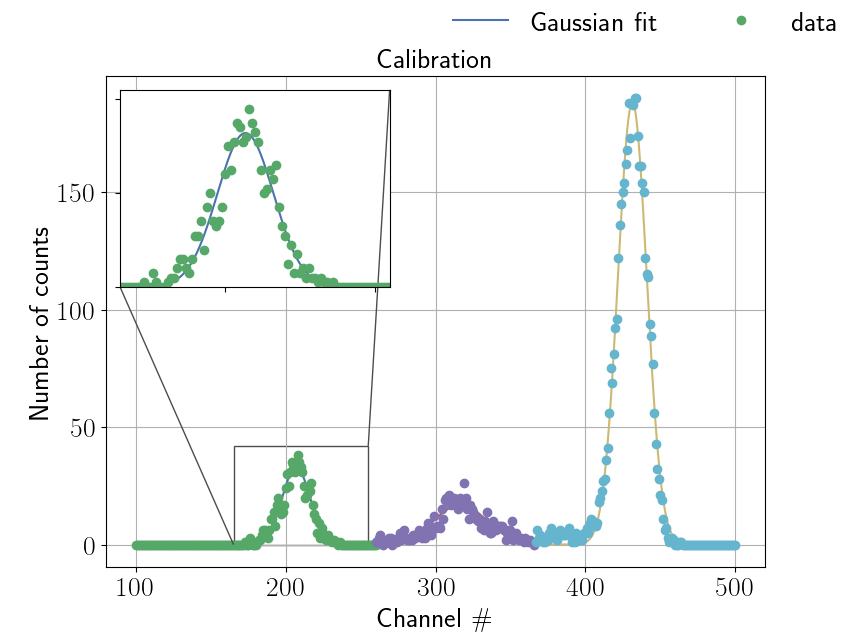 Gaussian fit data
Calibration
Number of counts
150
100
50
0
100 200 300 400 500
Channel #